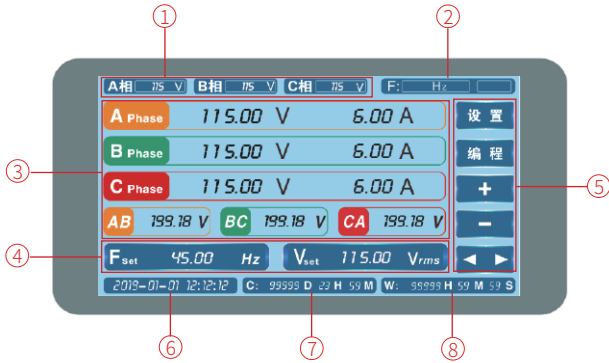 ① ②
A相 115 V B相 115 V C相 115 V F: Hz
A Phase 115.00 V 6.00 A
设置
B Phase 115.00 V 6.00 A
编程
③ ⑤
C Phase 115.00 V 6.00 A
+
AB 199.18 V BC 199.18 V CA 199.18 V
−
④ Fset 45.00 Hz Vset 115.00 Vrms
◀ ▶
2019-01-01 12:12:12 C: 99999 D 23 H 59 M W: 99999 H 59 M 59 S
⑥ ⑦ ⑧